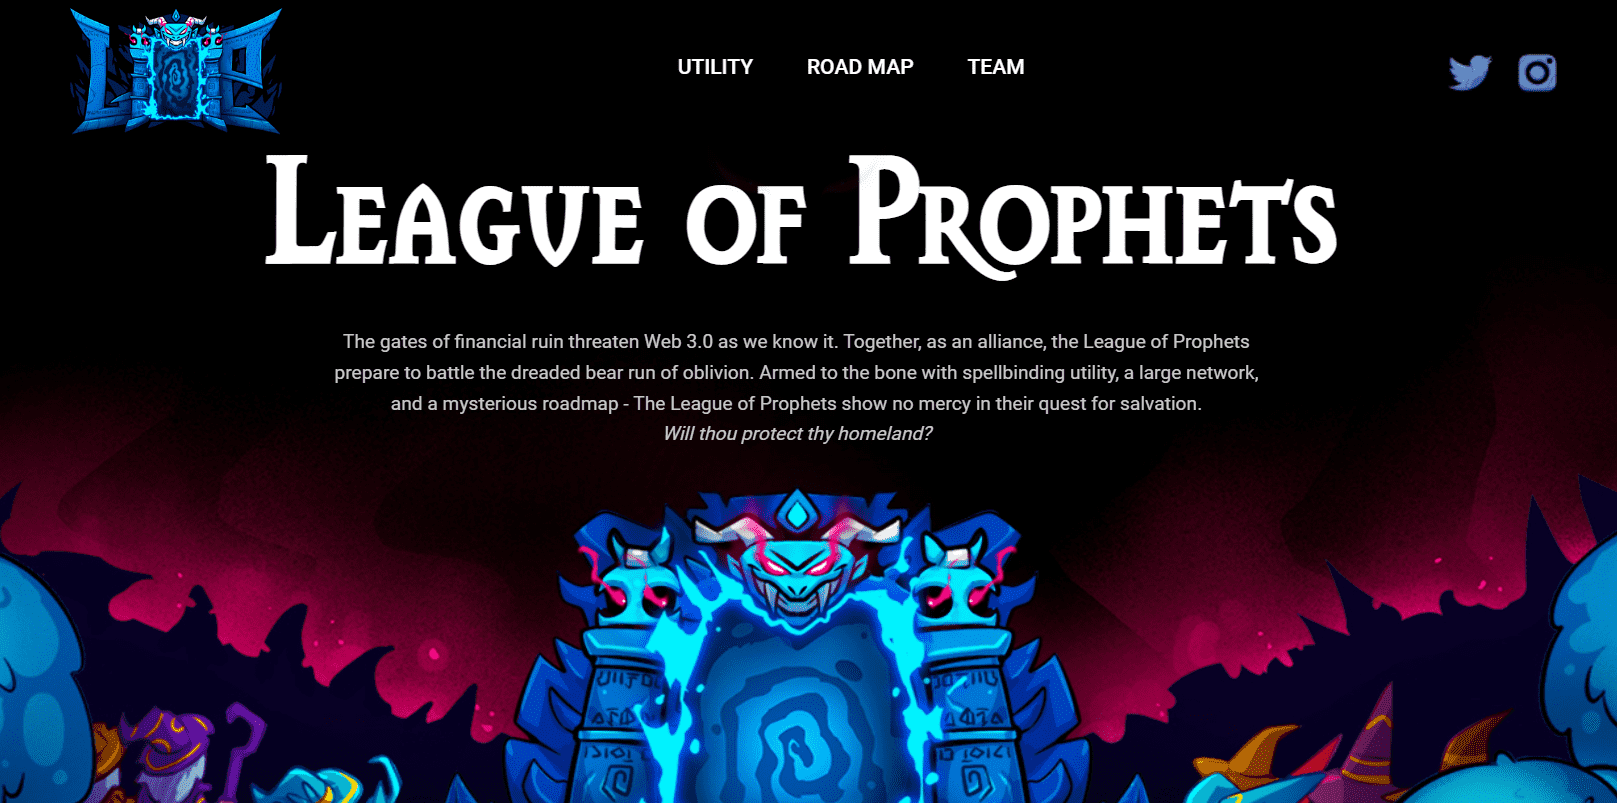 LOP
UTILITY ROAD MAP TEAM
League of Prophets
The gates of financial ruin threaten Web 3.0 as we know it. Together, as an alliance, the League of Prophets
prepare to battle the dreaded bear run of oblivion. Armed to the bone with spellbinding utility, a large network,
and a mysterious roadmap - The League of Prophets show no mercy in their quest for salvation.
Will thou protect thy homeland?